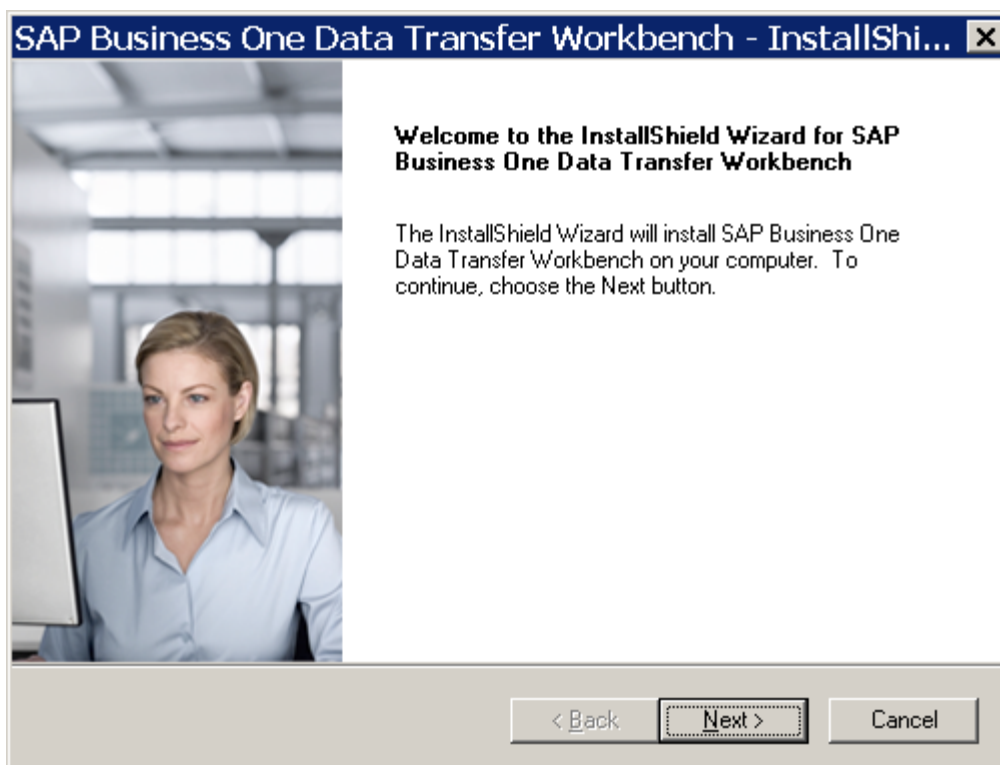 SAP Business One Data Transfer Workbench - InstallShi...
Welcome to the InstallShield Wizard for SAP
Business One Data Transfer Workbench
The InstallShield Wizard will install SAP Business One
Data Transfer Workbench on your computer. To
continue, choose the Next button.
< Back Next > Cancel